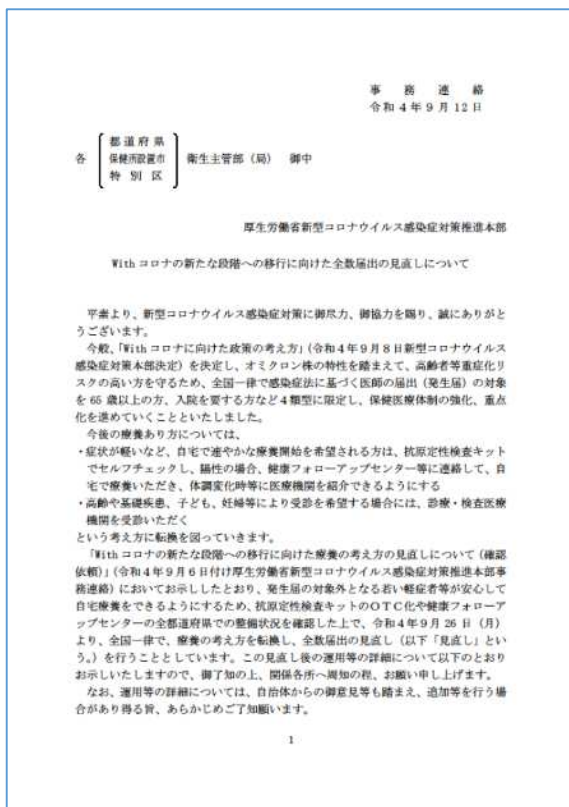 事務連絡
令和4年9月12日
各 都道府県 保健所設置市 特別区 衛生主管部(局) 御中
厚生労働省新型コロナウイルス感染症対策推進本部
Withコロナの新たな段階への移行に向けた全数届出の見直しについて
平素より、新型コロナウイルス感染症対策に御尽力、御協力を賜り、誠にありがと
うございます。
今般、「Withコロナに向けた政策の考え方」(令和4年9月8日新型コロナウイルス
感染症対策本部決定)を決定し、オミクロン株の特性を踏まえて、高齢者等重症化リ
スクの高い方を守るため、全国一律で感染症法に基づく医師の届出(発生届)の対象
を65歳以上の方、入院を要する方など4類型に限定し、保健医療体制の強化、重点
化を進めていくことといたしました。
今後の療養あり方については、
・症状が軽いなど、自宅で速やかな療養開始を希望される方は、抗原定性検査キット
でセルフチェックし、陽性の場合、健康フォローアップセンター等に連絡して、自
宅で療養いただき、体調変化時等に医療機関を紹介できるようにする
・高齢や基礎疾患、子ども、妊婦等により受診を希望する場合には、診療・検査医療
機関を受診いただく
という考え方に転換を図っていきます。
「Withコロナの新たな段階への移行に向けた療養の考え方の見直しについて(確認
依頼)」(令和4年9月6日付け厚生労働省新型コロナウイルス感染症対策推進本部事
務連絡)においてお示ししたとおり、発生届の対象外となる若い軽症者等が安心して
自宅療養をできるようにするため、抗原定性検査キットのOTC化や健康フォローア
ップセンターの全都道府県での整備状況を確認した上で、令和4年9月26日(月)
より、全国一律で、療養の考え方を転換し、全数届出の見直し(以下「見直し」とい
う。)を行うこととしています。この見直し後の運用等の詳細について以下のとおり
お示しいたしますので、御了知の上、関係各所へ周知の程、お願い申し上げます。
なお、運用等の詳細については、自治体からの御意見等も踏まえ、追加等を行う場
合があり得る旨、あらかじめご了知願います。
1